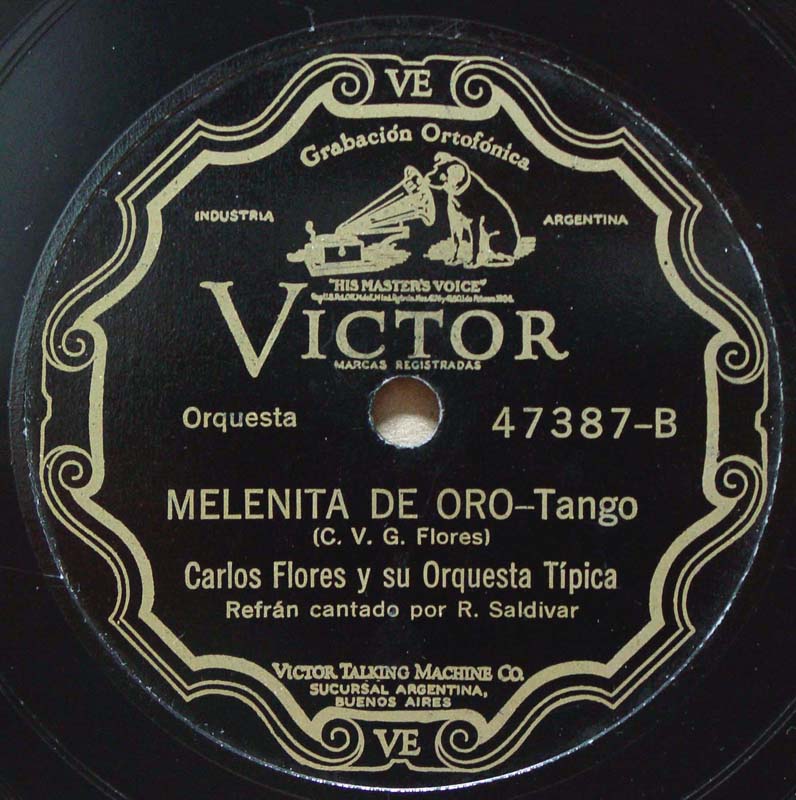 VE
Grabación Ortofónica
INDUSTRIA
ARGENTINA
"HIS MASTER'S VOICE"
VICTOR
MARCAS REGISTRADAS
Orquesta
47387-B
MELENITA DE ORO-Tango
(C. V. G. Flores)
Carlos Flores y su Orquesta Típica
Refrán cantado por R. Saldivar
VICTOR TALKING MACHINE CO.
SUCURSAL ARGENTINA,
BUENOS AIRES
VE